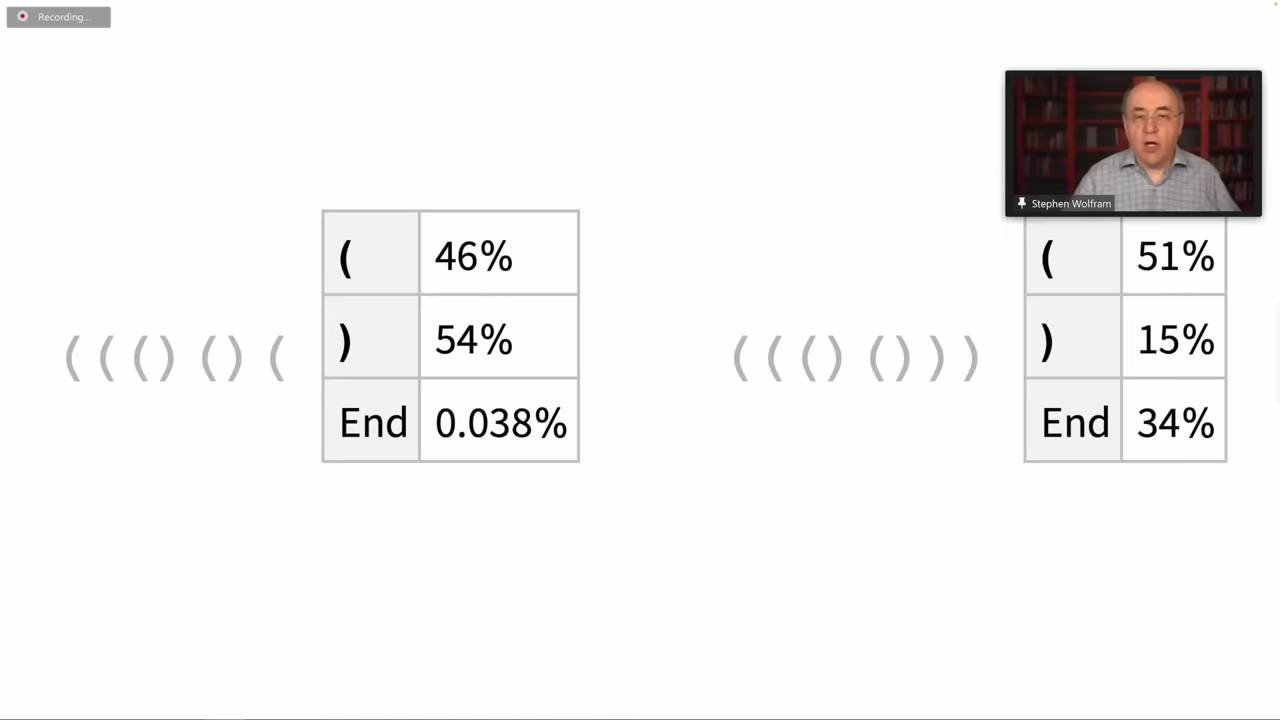 Recording...
Stephen Wolfram
( ( ( ) ( ) (
( 46%
) 54%
End 0.038%
( ( ( ) ( ) ) )
( 51%
) 15%
End 34%